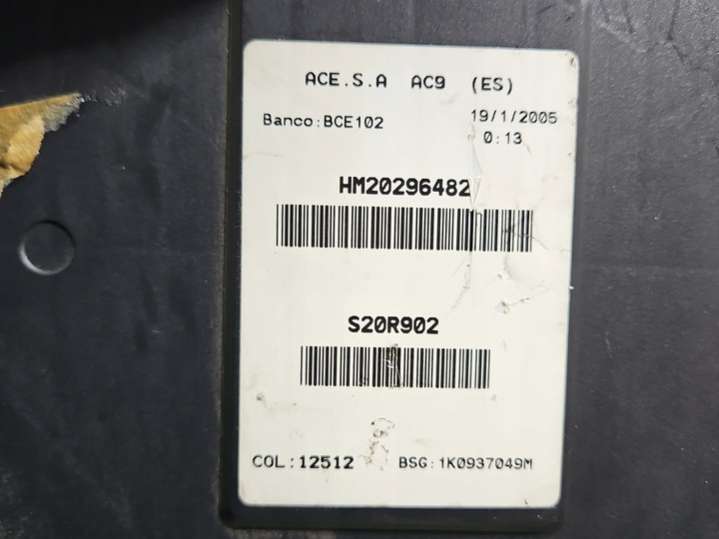 ACE.S.A AC9 (ES)
Banco:BCE102 19/1/2005
0:13
HM20296482
S20R902
COL:12512 BSG:1K0937049M